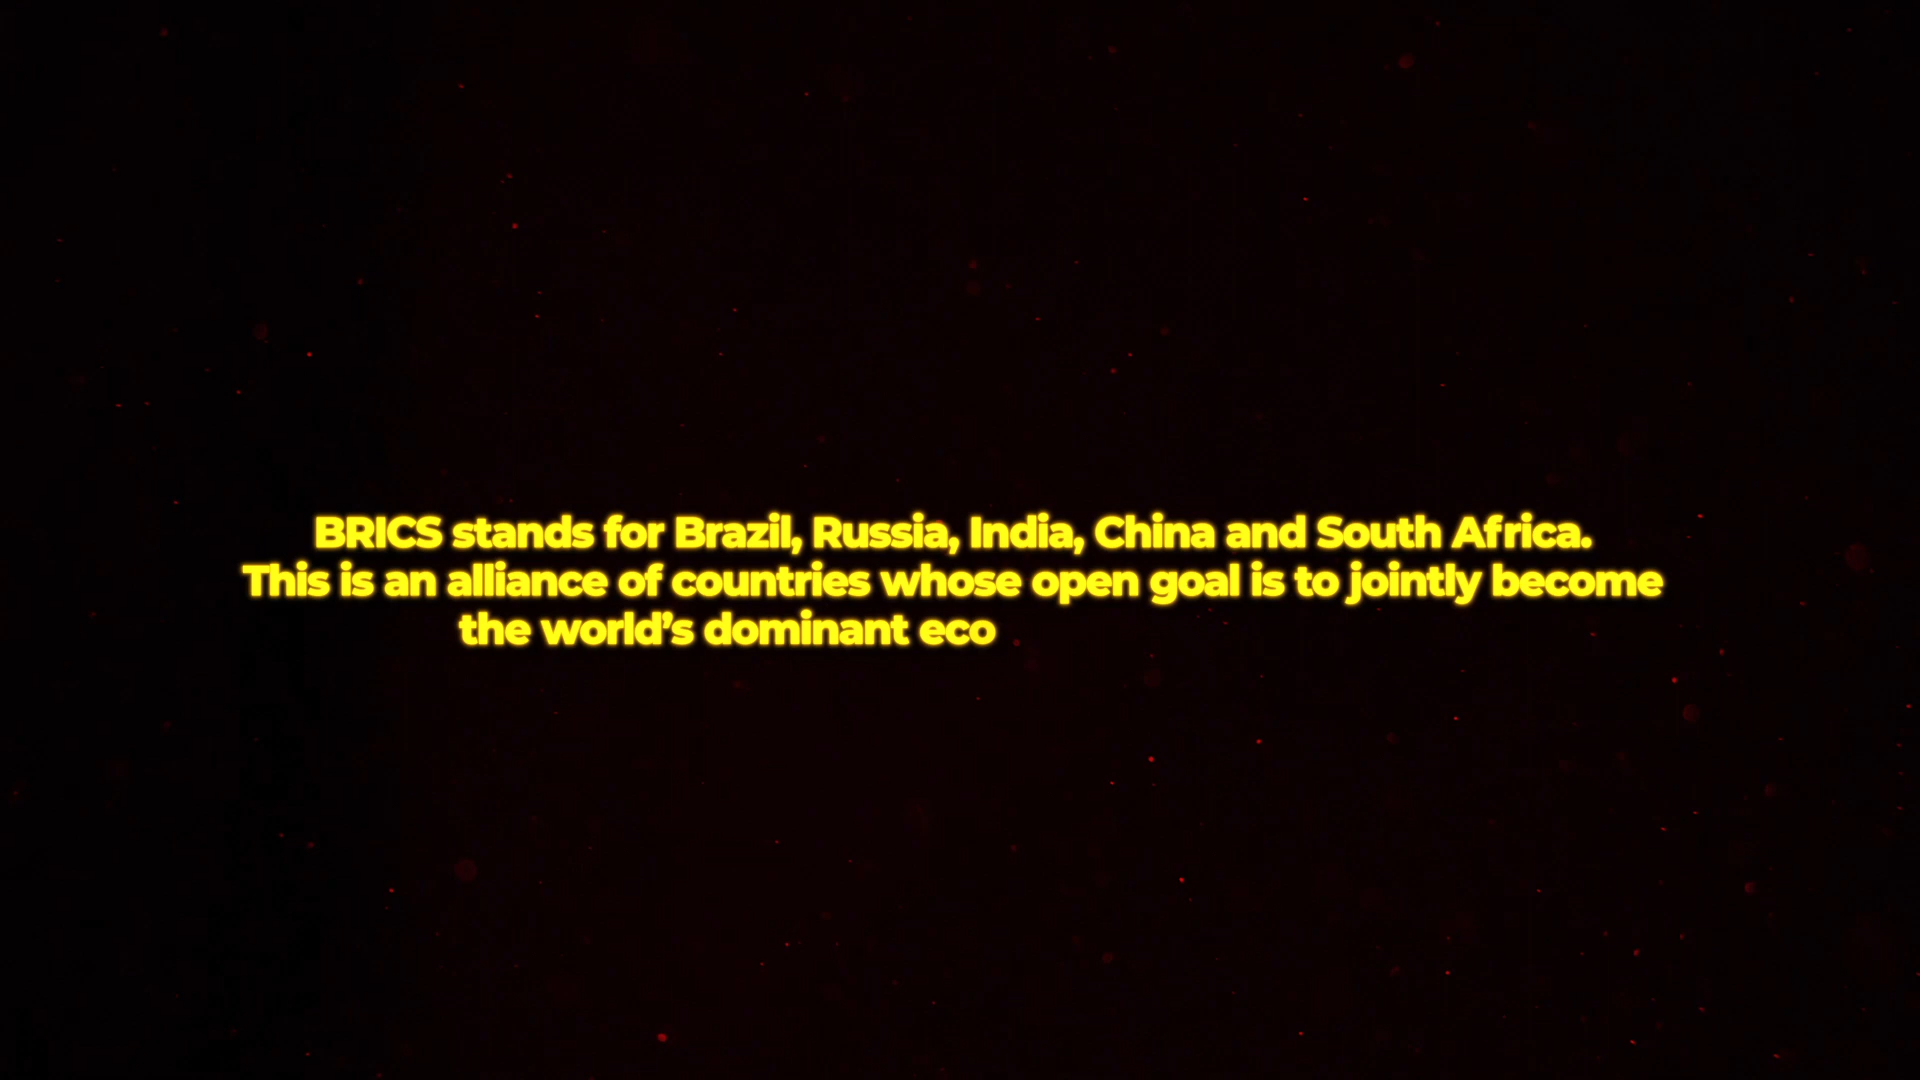 BRICS stands for Brazil, Russia, India, China and South Africa.
This is an alliance of countries whose open goal is to jointly become
the world’s dominant eco